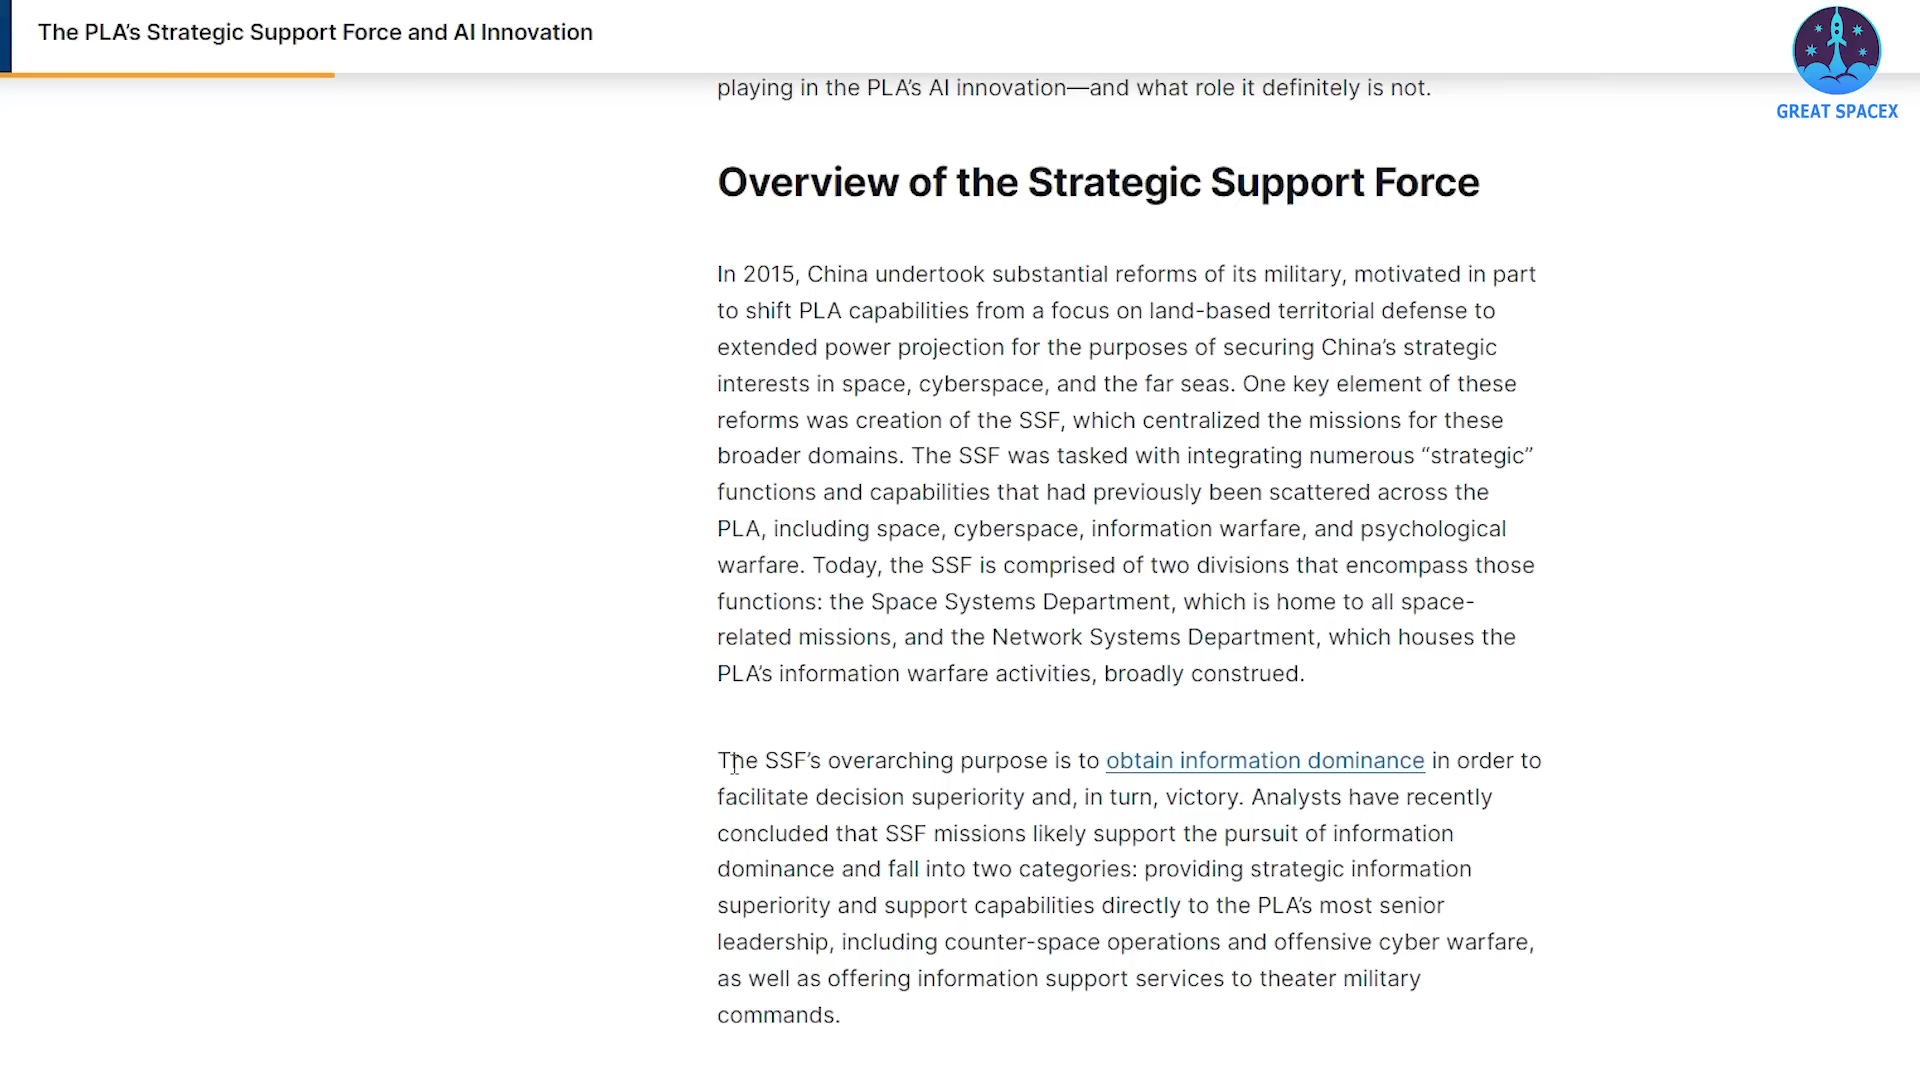 The PLA’s Strategic Support Force and AI Innovation
GREAT SPACEX
playing in the PLA’s AI innovation—and what role it definitely is not.
Overview of the Strategic Support Force
In 2015, China undertook substantial reforms of its military, motivated in part
to shift PLA capabilities from a focus on land-based territorial defense to
extended power projection for the purposes of securing China’s strategic
interests in space, cyberspace, and the far seas. One key element of these
reforms was creation of the SSF, which centralized the missions for these
broader domains. The SSF was tasked with integrating numerous “strategic”
functions and capabilities that had previously been scattered across the
PLA, including space, cyberspace, information warfare, and psychological
warfare. Today, the SSF is comprised of two divisions that encompass those
functions: the Space Systems Department, which is home to all space-
related missions, and the Network Systems Department, which houses the
PLA’s information warfare activities, broadly construed.
The SSF’s overarching purpose is to obtain information dominance in order to
facilitate decision superiority and, in turn, victory. Analysts have recently
concluded that SSF missions likely support the pursuit of information
dominance and fall into two categories: providing strategic information
superiority and support capabilities directly to the PLA’s most senior
leadership, including counter-space operations and offensive cyber warfare,
as well as offering information support services to theater military
commands.